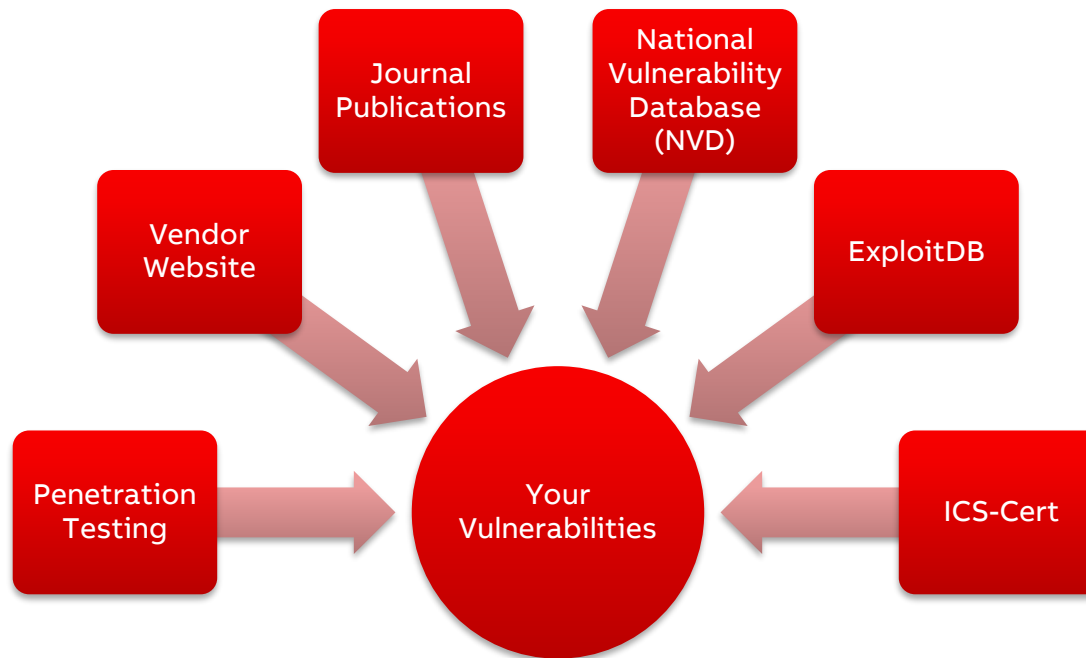 Journal
Publications
National
Vulnerability
Database
(NVD)
Vendor
Website
ExploitDB
Penetration
Testing
Your
Vulnerabilities
ICS-Cert